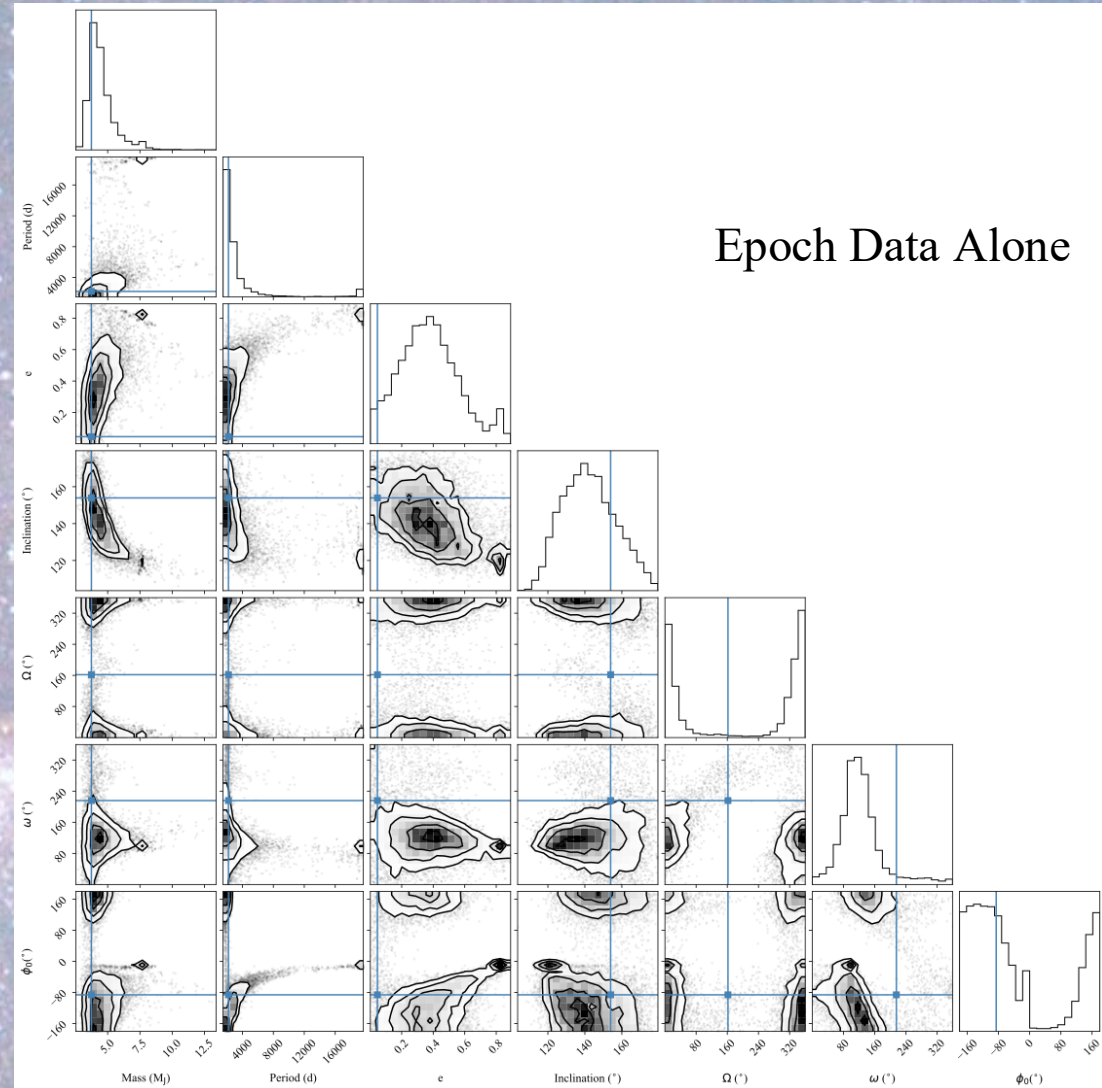 Epoch Data Alone
Period (d)
16000
12000
8000
4000
e
0.8
0.6
0.4
0.2
Inclination (°)
160
140
120
Ω (°)
320
240
160
80
ω (°)
320
240
160
80
ϕ₀(°)
160
80
0
−80
−160
5.0 7.5 10.0 12.5
4000 8000 12000 16000
0.2 0.4 0.6 0.8
120 140 160
80 160 240 320
80 160 240 320
−160 −80 0 80 160
Mass (M_J) Period (d) e Inclination (°) Ω (°) ω (°) ϕ₀(°)